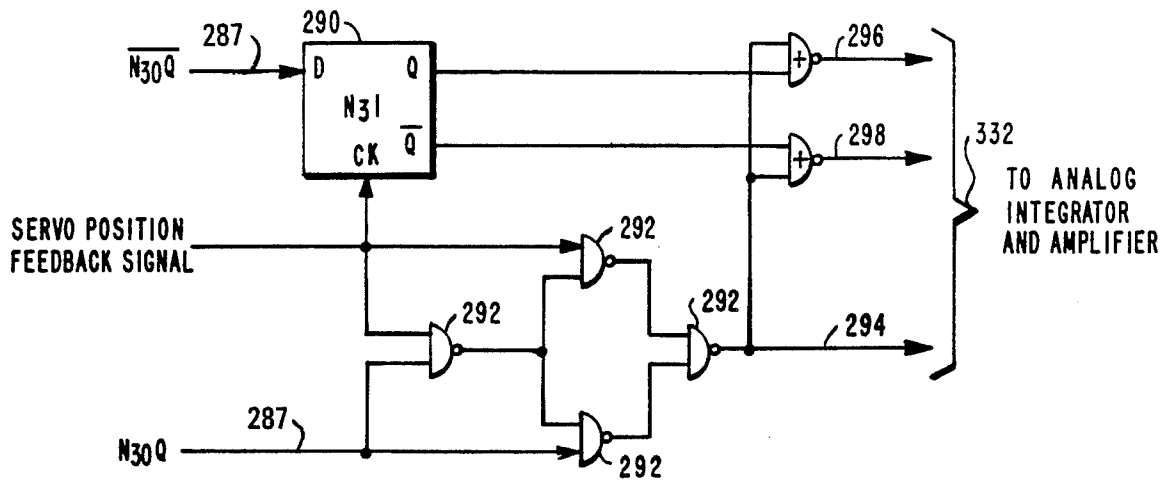 287
290
N30Q
D
Q
N31
Q
CK
296
298
332
TO ANALOG
INTEGRATOR
AND AMPLIFIER
SERVO POSITION
FEEDBACK SIGNAL
292
292
292
294
287
N30Q
292
+
+